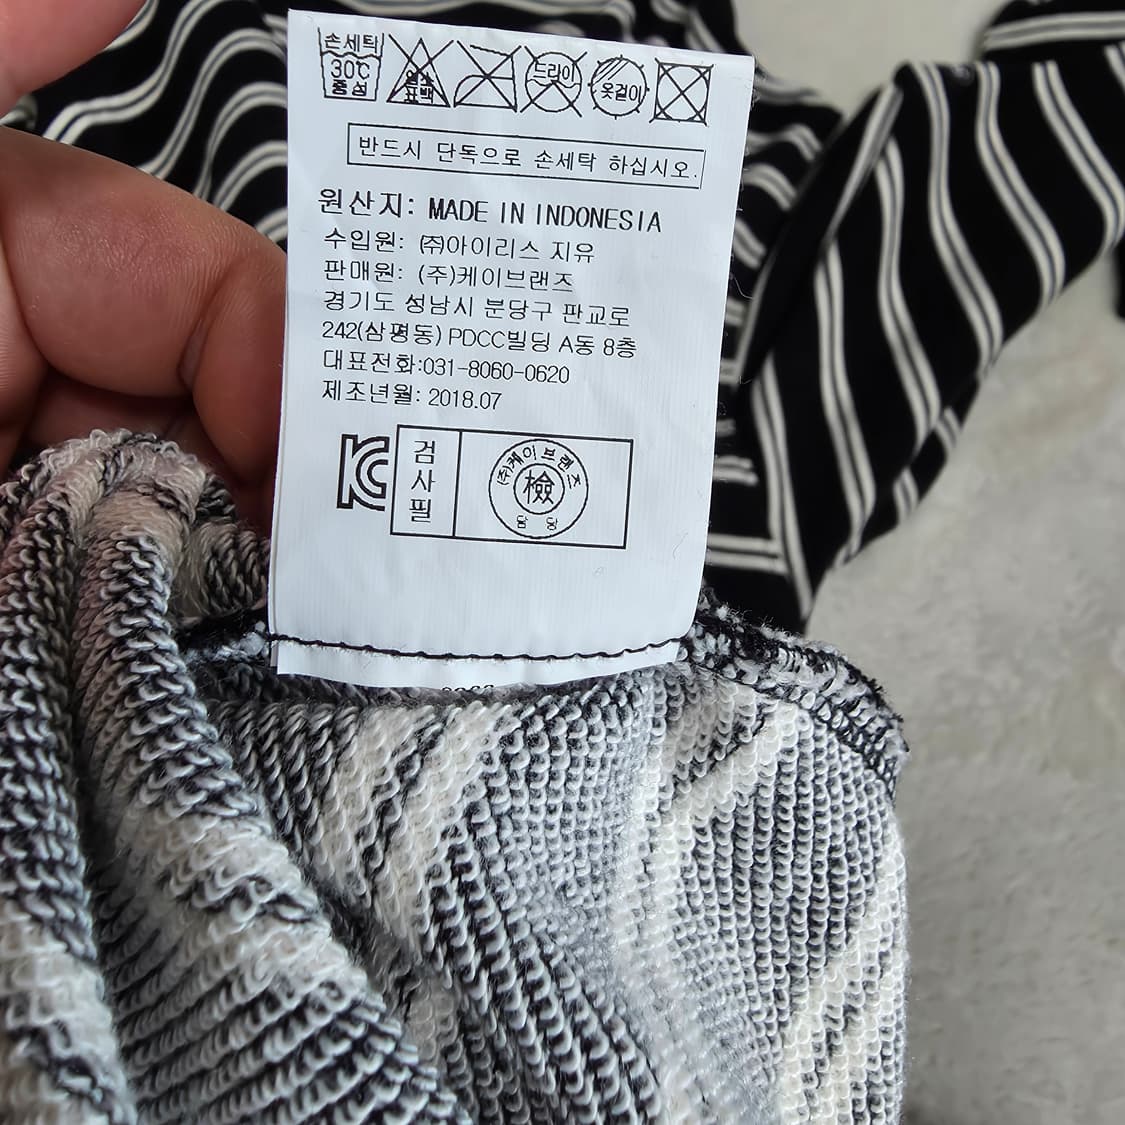 손세탁
30℃
중성
염소
표백
드라이
옷걸이
반드시 단독으로 손세탁 하십시오.
원산지: MADE IN INDONESIA
수입원: ㈜아이리스 지유
판매원: (주)케이브랜즈
경기도 성남시 분당구 판교로
242(삼평동) PDCC빌딩 A동 8층
대표전화:031-8060-0620
제조년월: 2018.07
검
사
필
(주)케이브랜즈
檢
담 당